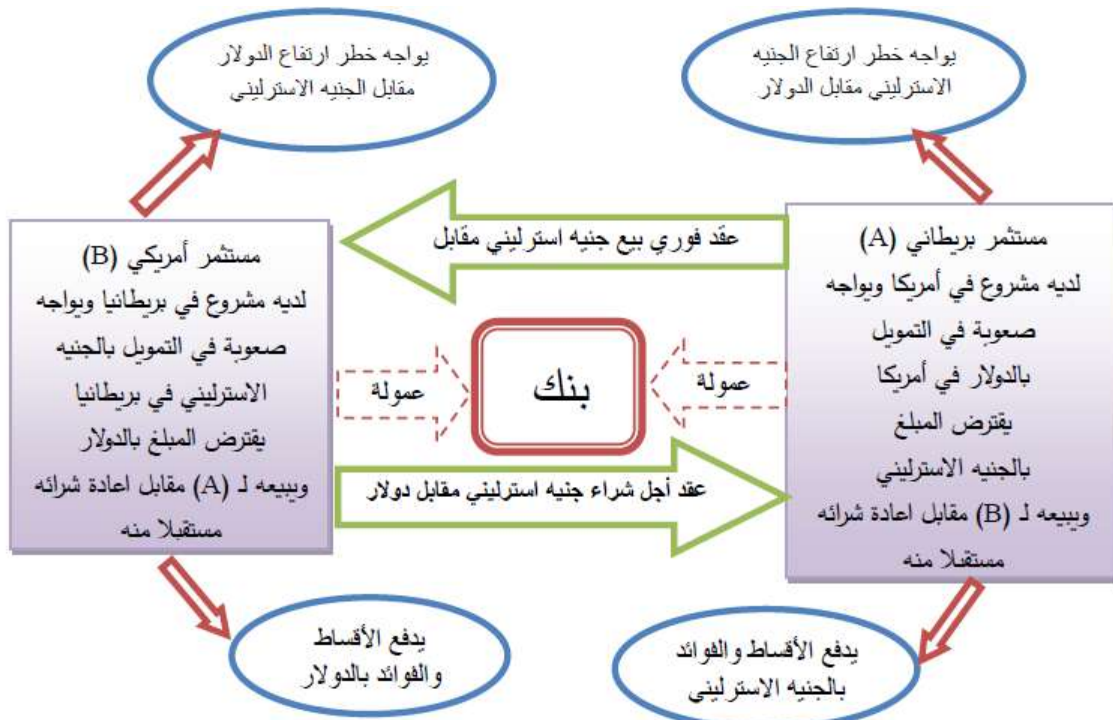 يواجه خطر ارتفاع الجنيه
الاسترليني مقابل الدولار
يواجه خطر ارتفاع الدولار
مقابل الجنيه الاسترليني
مستثمر بريطاني (A)
لديه مشروع في أمريكا ويواجه
صعوبة في التمويل
بالدولار في أمريكا
يقترض المبلغ
بالجنيه الاسترليني
ويبيعه لـ (B) مقابل اعادة شرائه
مستقبلا منه
عقد فوري بيع جنيه استرليني مقابل
عمولة
بنك
عمولة
عقد أجل شراء جنيه استرليني مقابل دولار
مستثمر أمريكي (B)
لديه مشروع في بريطانيا ويواجه
صعوبة في التمويل بالجنيه
الاسترليني في بريطانيا
يقترض المبلغ بالدولار
ويبيعه لـ (A) مقابل اعادة شرائه
مستقبلا منه
يدفع الأقساط والفوائد
بالجنيه الاسترليني
يدفع الأقساط
والفوائد بالدولار